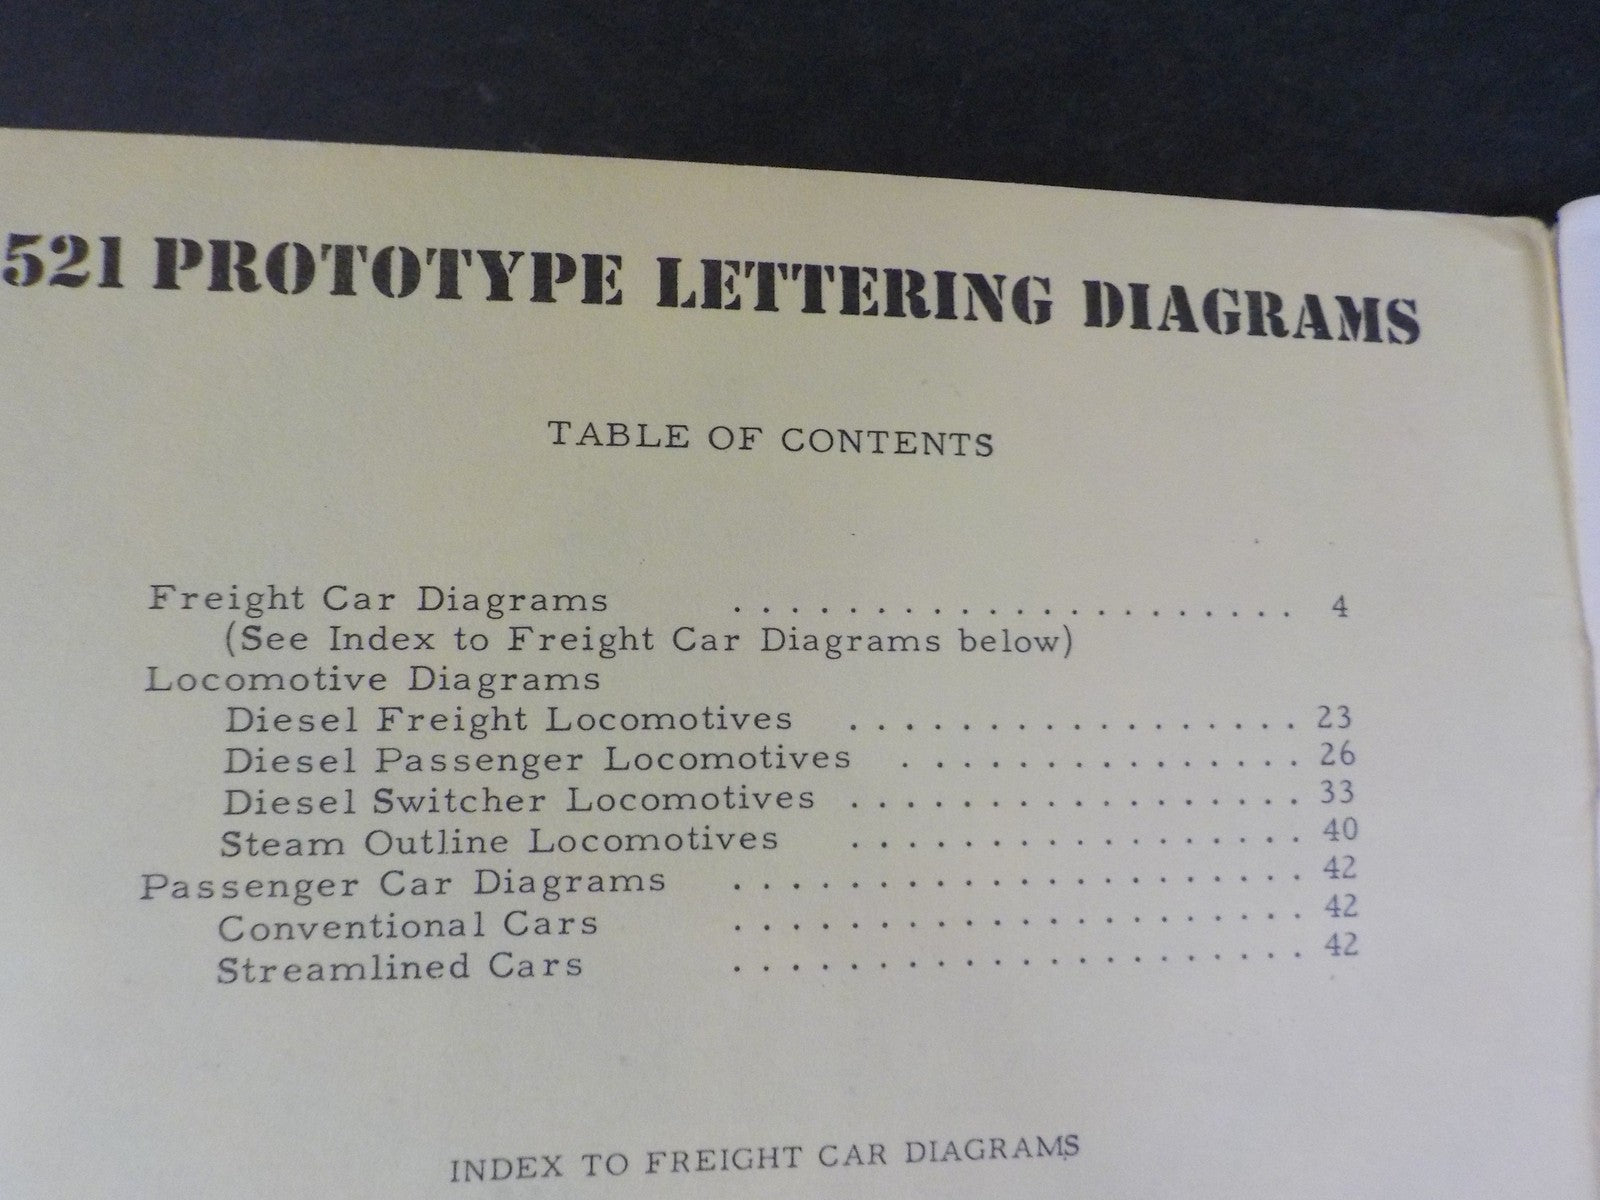 521 PROTOTYPE LETTERING DIAGRAMS
TABLE OF CONTENTS
Freight Car Diagrams . . . . . . . . . . . . . . . . . . . . 4
(See Index to Freight Car Diagrams below)
Locomotive Diagrams
Diesel Freight Locomotives . . . . . . . . . . . . . . . . 23
Diesel Passenger Locomotives . . . . . . . . . . . . . . 26
Diesel Switcher Locomotives . . . . . . . . . . . . . . . . 33
Steam Outline Locomotives . . . . . . . . . . . . . . . . 40
Passenger Car Diagrams . . . . . . . . . . . . . . . . . . . . 42
Conventional Cars . . . . . . . . . . . . . . . . . . . . 42
Streamlined Cars . . . . . . . . . . . . . . . . . . . . 42
INDEX TO FREIGHT CAR DIAGRAMS